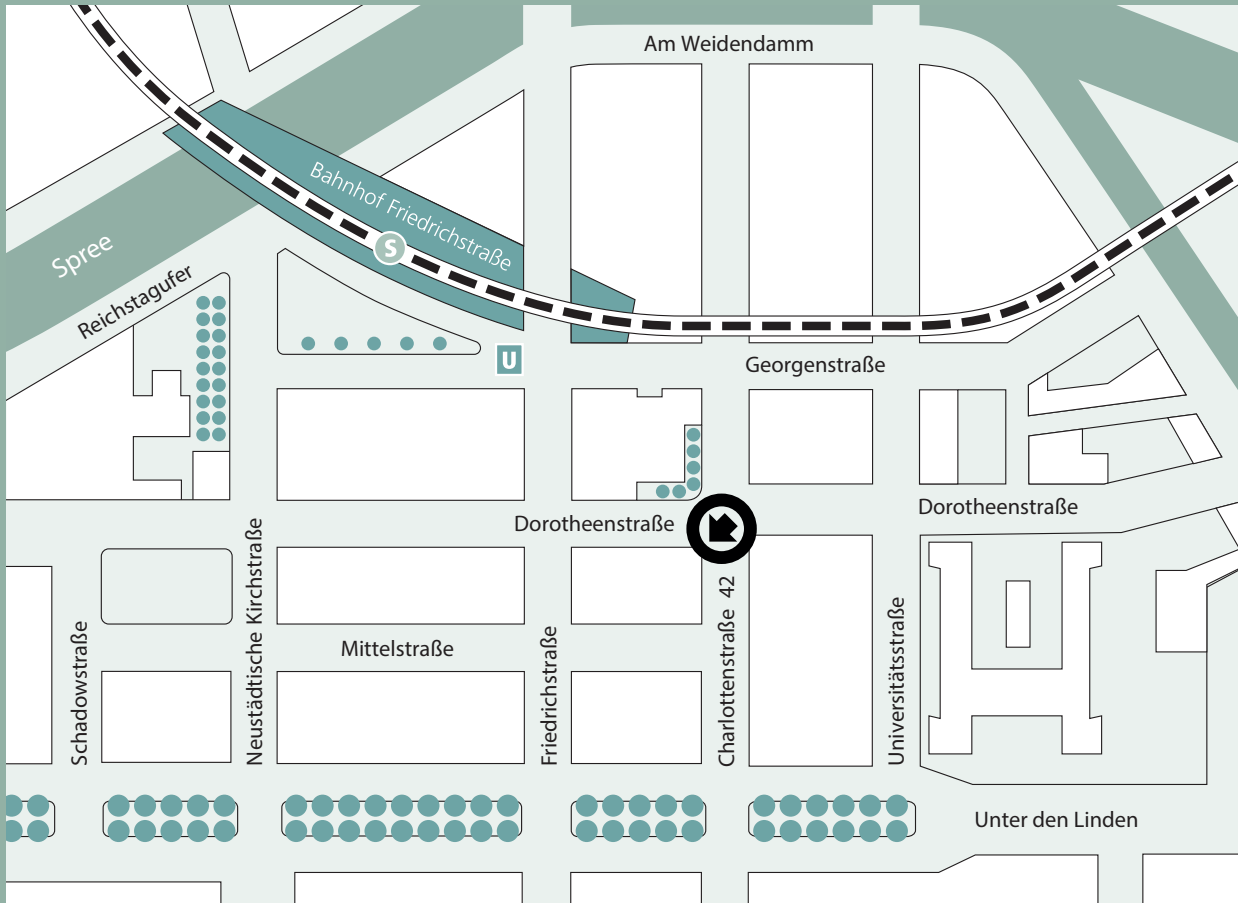 Am Weidendamm
Bahnhof Friedrichstraße
S
Spree
Reichstagufer
U
Georgenstraße
Dorotheenstraße
Dorotheenstraße
Schadowstraße
Neustädtische Kirchstraße
Mittelstraße
Friedrichstraße
Charlottenstraße 42
Universitätsstraße
Unter den Linden